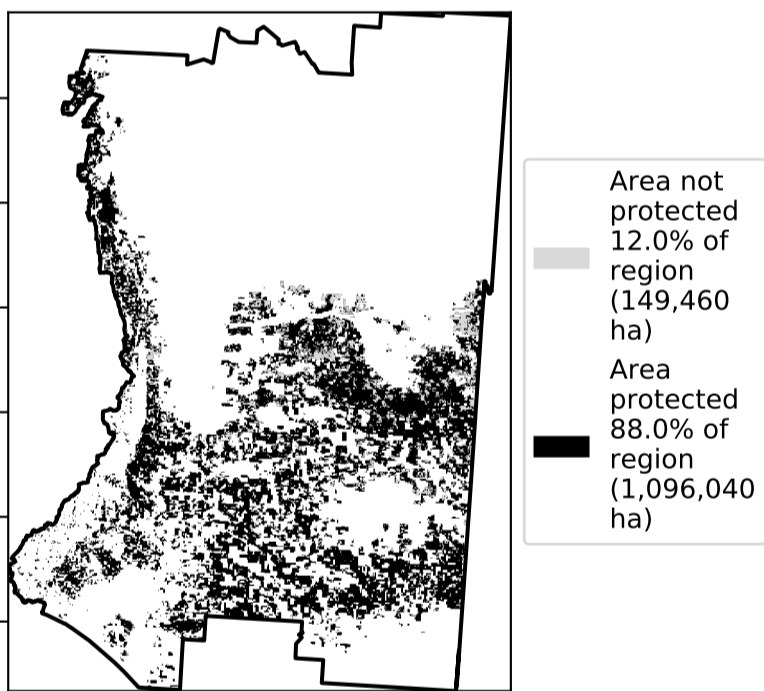 Area not
protected
12.0% of
region
(149,460
ha)
Area
protected
88.0% of
region
(1,096,040
ha)